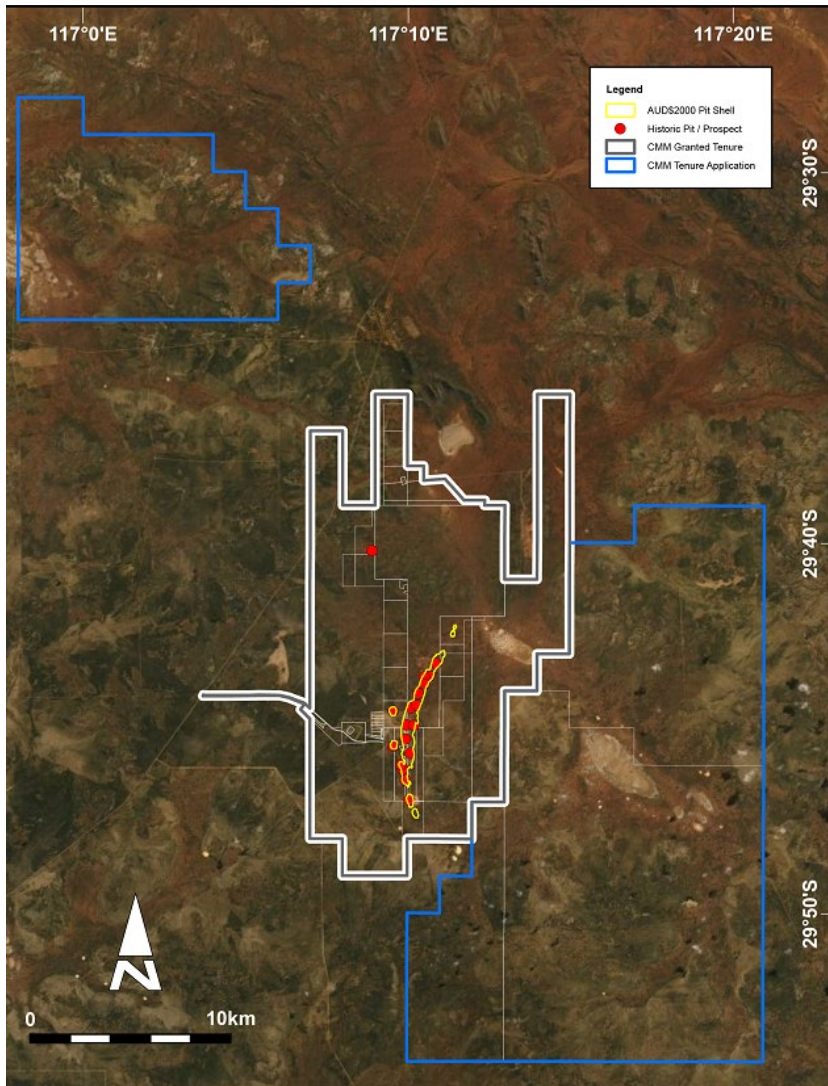 117°0'E 117°10'E 117°20'E
Legend
AUD$2000 Pit Shell
Historic Pit / Prospect
CMM Granted Tenure
CMM Tenure Application
29°30'S
29°40'S
29°50'S
N
0 10km